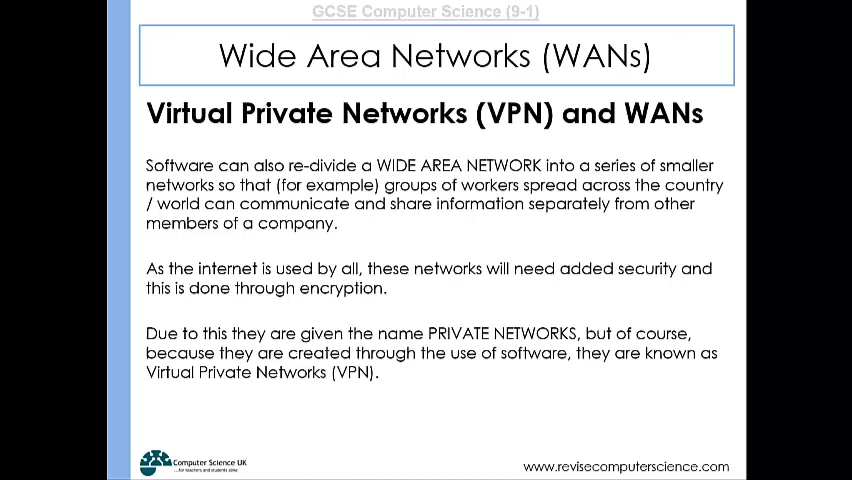 GCSE Computer Science (9-1)
Wide Area Networks (WANs)
Virtual Private Networks (VPN) and WANs
Software can also re-divide a WIDE AREA NETWORK into a series of smaller
networks so that (for example) groups of workers spread across the country
/ world can communicate and share information separately from other
members of a company.
As the internet is used by all, these networks will need added security and
this is done through encryption.
Due to this they are given the name PRIVATE NETWORKS, but of course,
because they are created through the use of software, they are known as
Virtual Private Networks (VPN).
Computer Science UK
...for teachers and students alike
www.revisecomputerscience.com